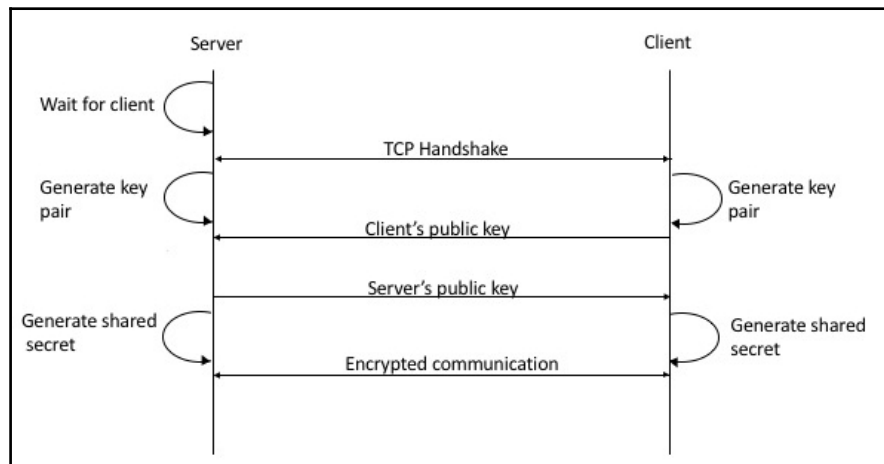 Server
Client
Wait for client
TCP Handshake
Generate key
pair
Generate key
pair
Client's public key
Server's public key
Generate shared
secret
Generate shared
secret
Encrypted communication